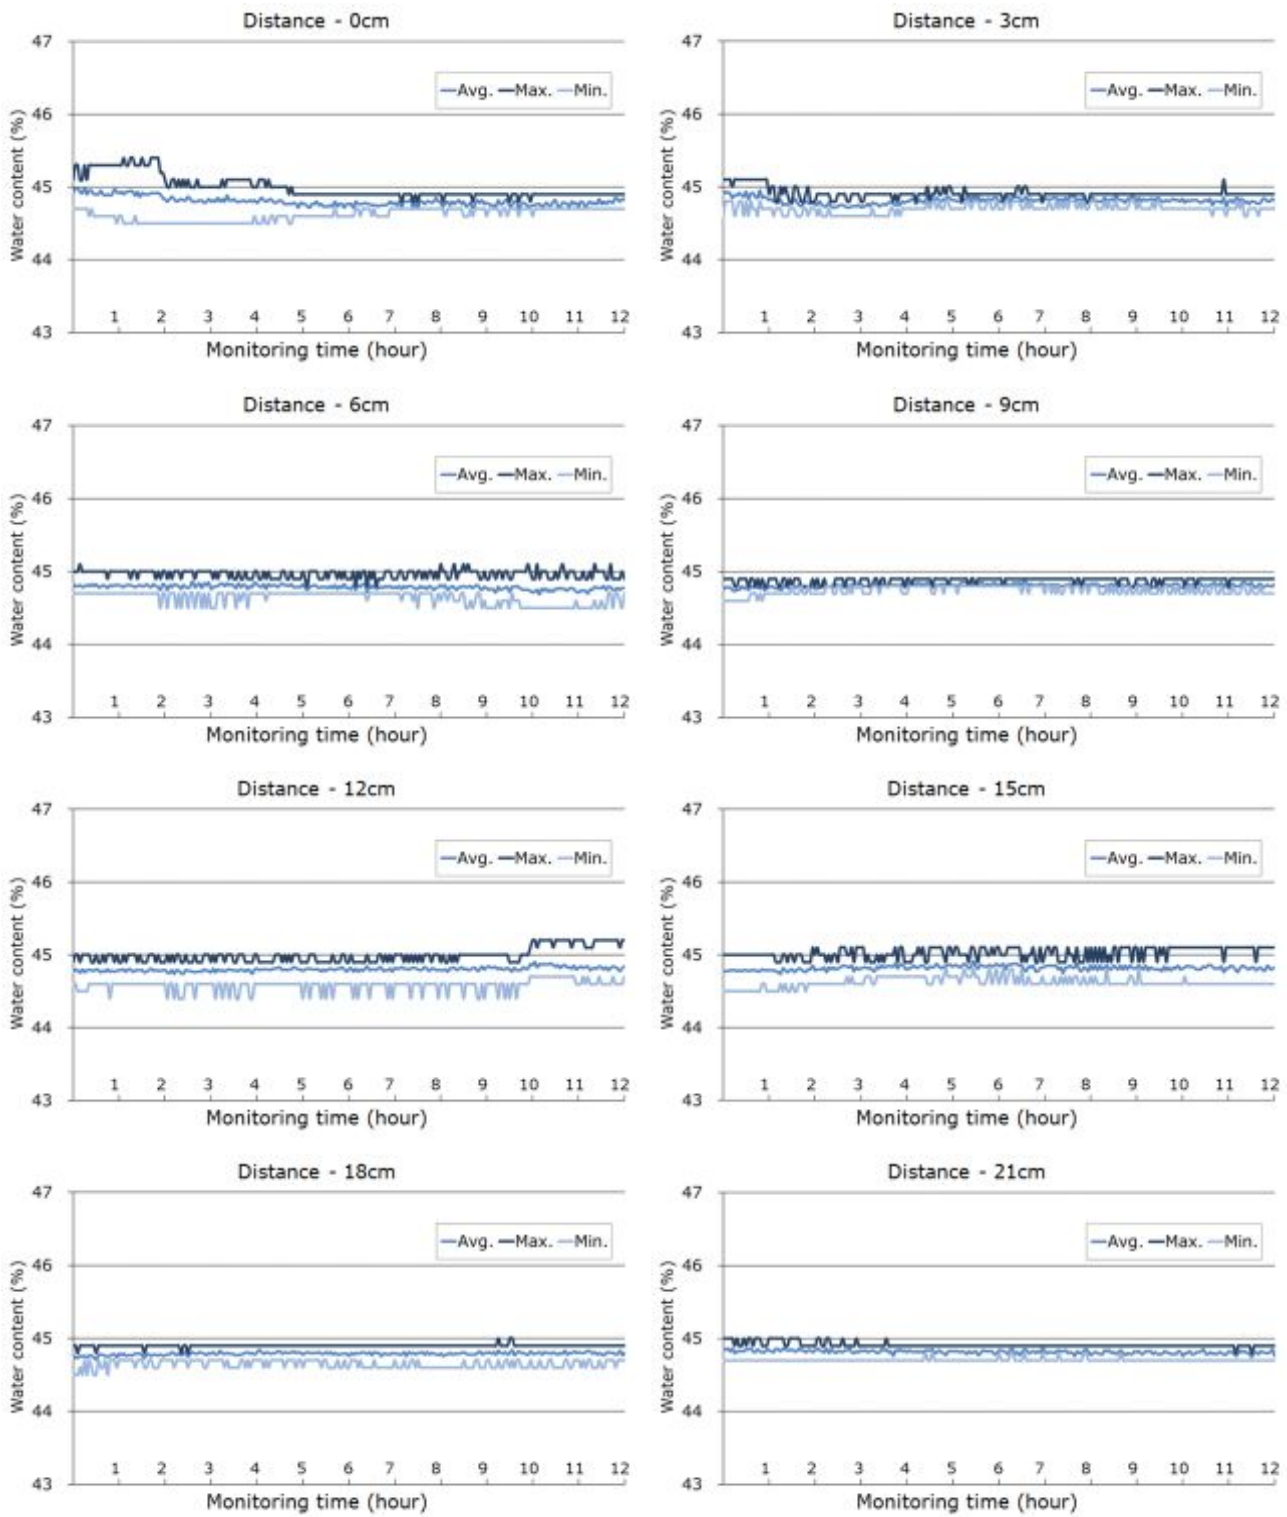 Distance - 0cm
47
46
45
44
43
Water content (%)
Avg. Max. Min.
1 2 3 4 5 6 7 8 9 10 11 12
Monitoring time (hour)
Distance - 3cm
47
46
45
44
43
Water content (%)
Avg. Max. Min.
1 2 3 4 5 6 7 8 9 10 11 12
Monitoring time (hour)
Distance - 6cm
47
46
45
44
43
Water content (%)
Avg. Max. Min.
1 2 3 4 5 6 7 8 9 10 11 12
Monitoring time (hour)
Distance - 9cm
47
46
45
44
43
Water content (%)
Avg. Max. Min.
1 2 3 4 5 6 7 8 9 10 11 12
Monitoring time (hour)
Distance - 12cm
47
46
45
44
43
Water content (%)
Avg. Max. Min.
1 2 3 4 5 6 7 8 9 10 11 12
Monitoring time (hour)
Distance - 15cm
47
46
45
44
43
Water content (%)
Avg. Max. Min.
1 2 3 4 5 6 7 8 9 10 11 12
Monitoring time (hour)
Distance - 18cm
47
46
45
44
43
Water content (%)
Avg. Max. Min.
1 2 3 4 5 6 7 8 9 10 11 12
Monitoring time (hour)
Distance - 21cm
47
46
45
44
43
Water content (%)
Avg. Max. Min.
1 2 3 4 5 6 7 8 9 10 11 12
Monitoring time (hour)